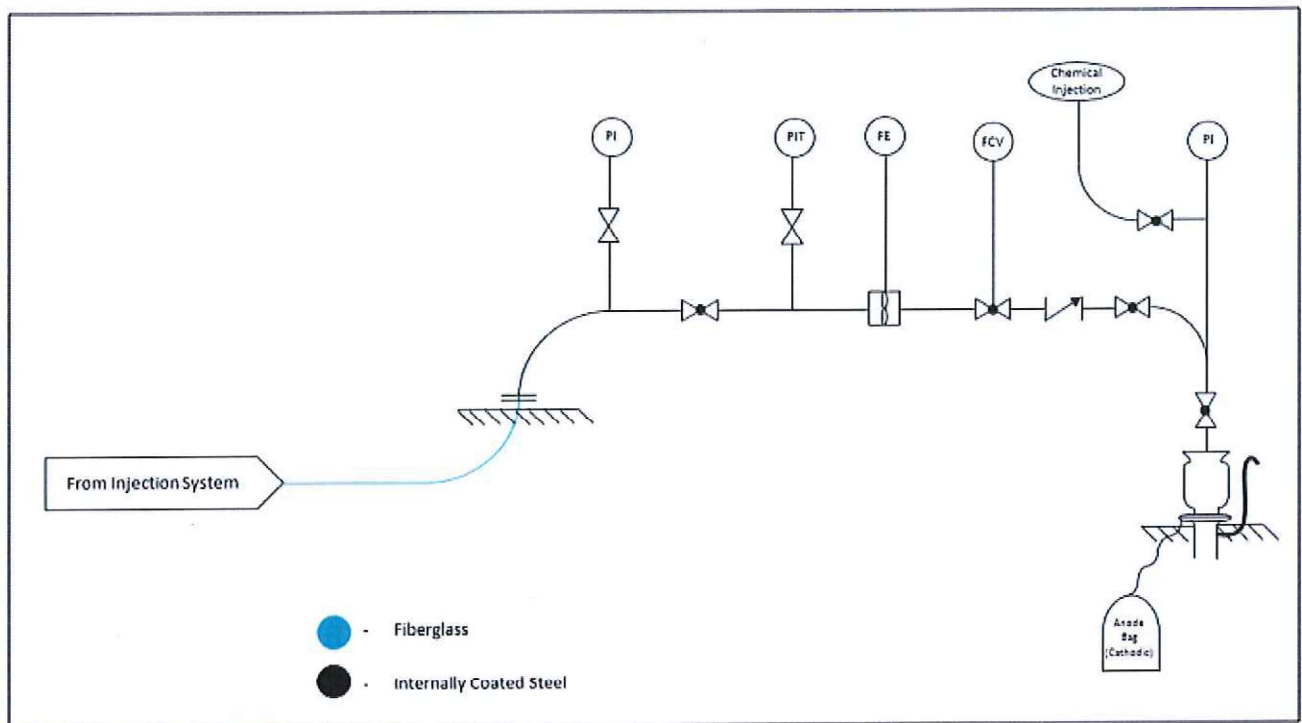 Chemical
Injection
PI
PIT
FE
FCV
PI
From Injection System
Anode
Bag
(Cathodic)
- Fiberglass
- Internally Coated Steel